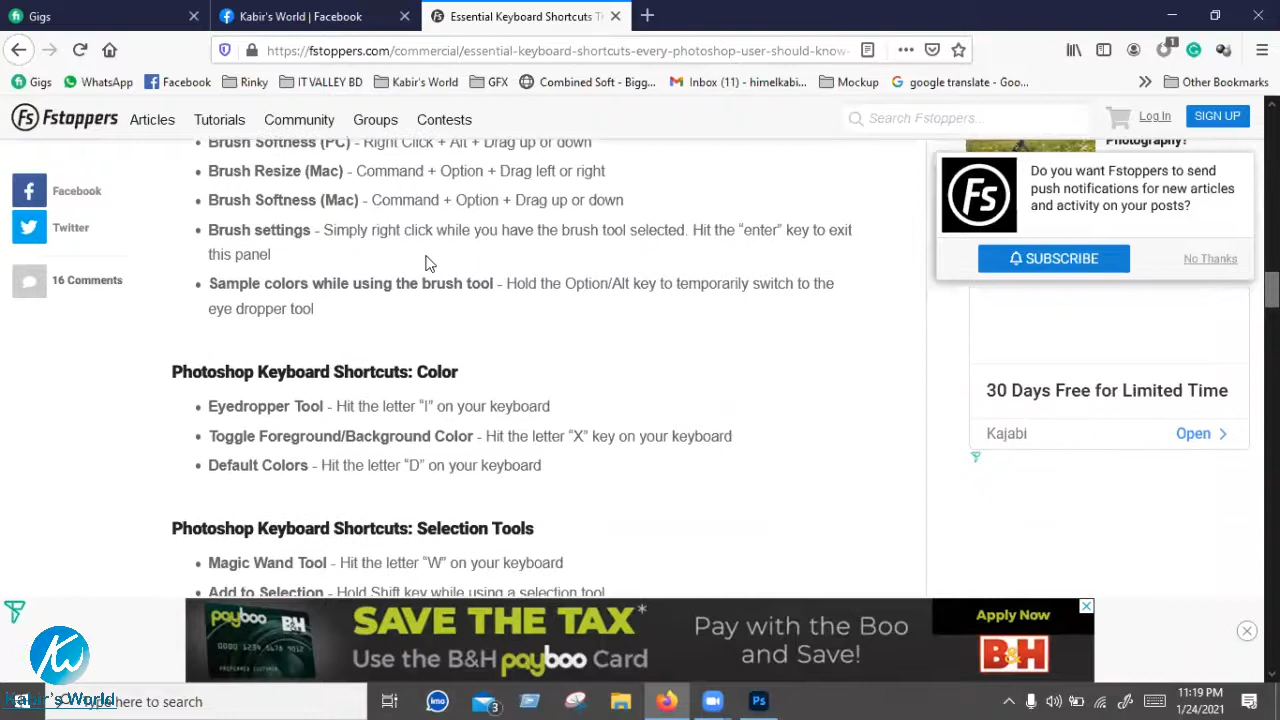 Gigs
Kabir's World | Facebook
Essential Keyboard Shortcuts T
https://fstoppers.com/commercial/essential-keyboard-shortcuts-every-photoshop-user-should-know-
Gigs
WhatsApp
Facebook
Rinky
IT VALLEY BD
Kabir's World
GFX
Combined Soft - Bigg...
Inbox (11) - himelkabi...
Mockup
google translate - Goo...
Other Bookmarks
Fstoppers
Articles
Tutorials
Community
Groups
Contests
Search Fstoppers...
Log In
SIGN UP
Brush Softness (PC) - Right Click + Alt + Drag up or down
Brush Resize (Mac) - Command + Option + Drag left or right
Brush Softness (Mac) - Command + Option + Drag up or down
Brush settings - Simply right click while you have the brush tool selected. Hit the “enter” key to exit
this panel
Sample colors while using the brush tool - Hold the Option/Alt key to temporarily switch to the
eye dropper tool
Photoshop Keyboard Shortcuts: Color
Eyedropper Tool - Hit the letter “I” on your keyboard
Toggle Foreground/Background Color - Hit the letter “X” key on your keyboard
Default Colors - Hit the letter “D” on your keyboard
Photoshop Keyboard Shortcuts: Selection Tools
Magic Wand Tool - Hit the letter “W” on your keyboard
Add to Selection - Hold Shift key while using a selection tool
Facebook
Twitter
16 Comments
Photography?
Fs
Do you want Fstoppers to send
push notifications for new articles
and activity on your posts?
SUBSCRIBE
No Thanks
30 Days Free for Limited Time
Kajabi
Open
payboo B&H
SAVE THE TAX*
Use the B&H payboo Card
Pay with the Boo
and Save!
Apply Now
B&H
KW
Kabir's World
Type here to search
imo
3
Ps
11:19 PM
1/24/2021